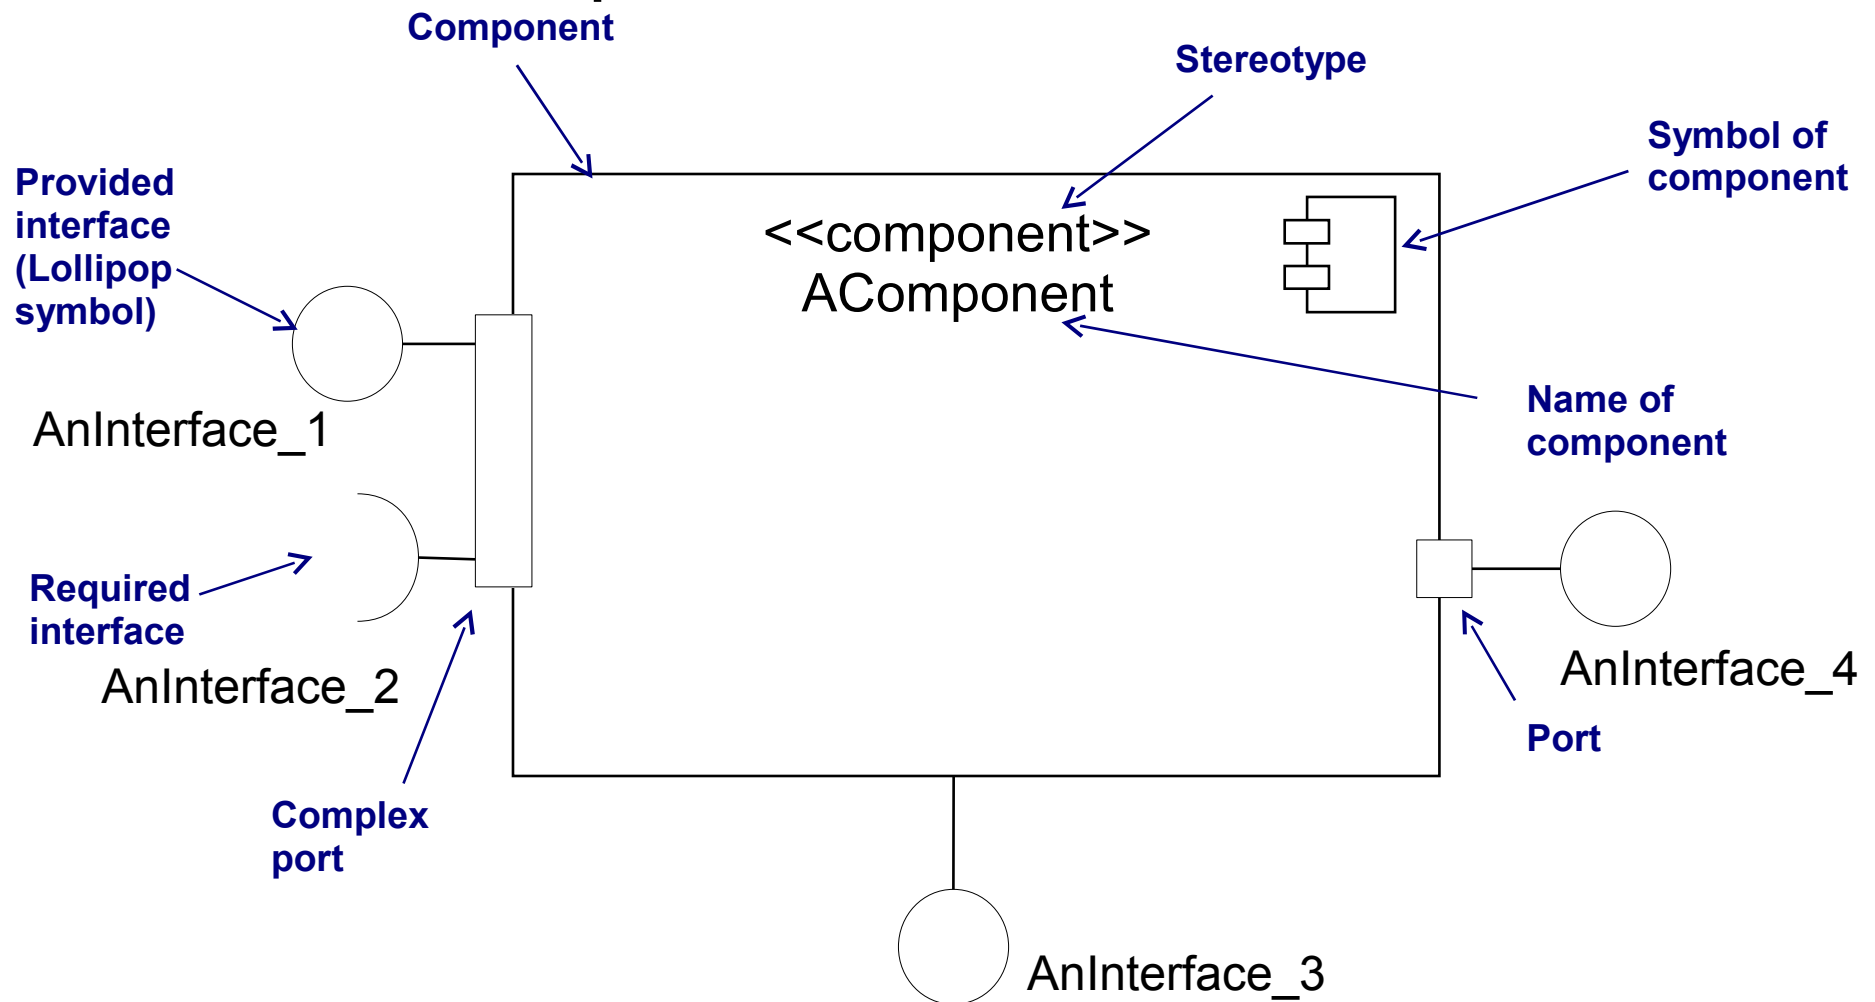 Component
Stereotype
Symbol of
component
Provided
interface
(Lollipop
symbol)
<<component>>
AComponent
AnInterface_1
Name of
component
Required
interface
AnInterface_2
AnInterface_4
Port
Complex
port
AnInterface_3